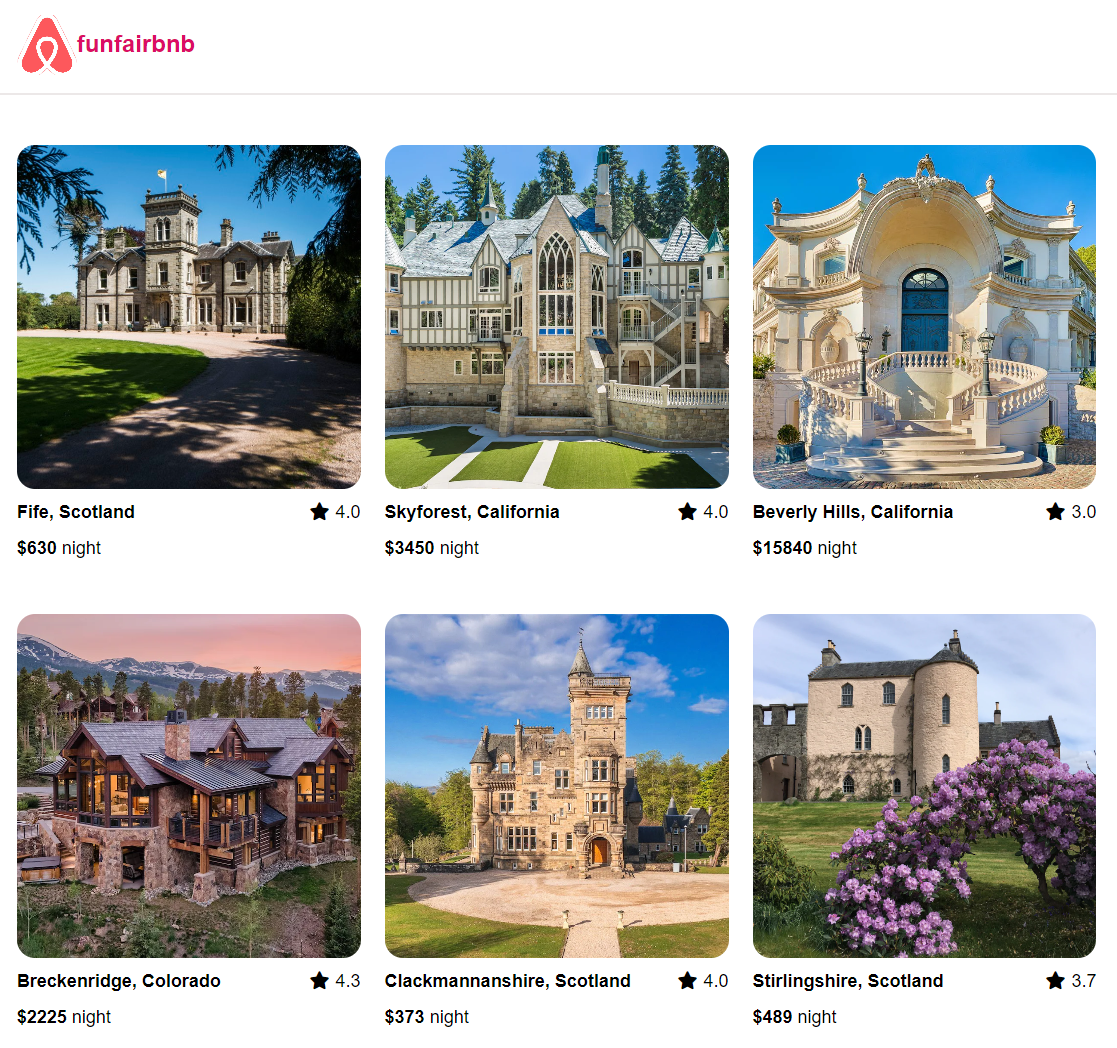 funfairbnb
Fife, Scotland 4.0
$630 night
Skyforest, California 4.0
$3450 night
Beverly Hills, California 3.0
$15840 night
Breckenridge, Colorado 4.3
$2225 night
Clackmannanshire, Scotland 4.0
$373 night
Stirlingshire, Scotland 3.7
$489 night